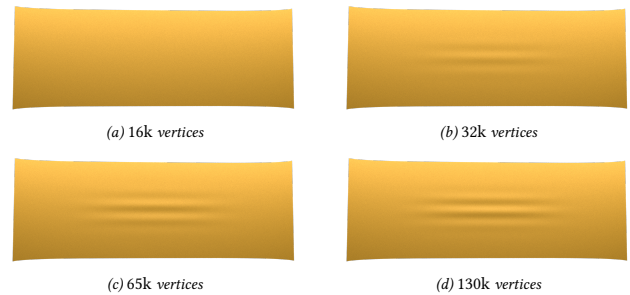 (a) 16k vertices
(b) 32k vertices
(c) 65k vertices
(d) 130k vertices